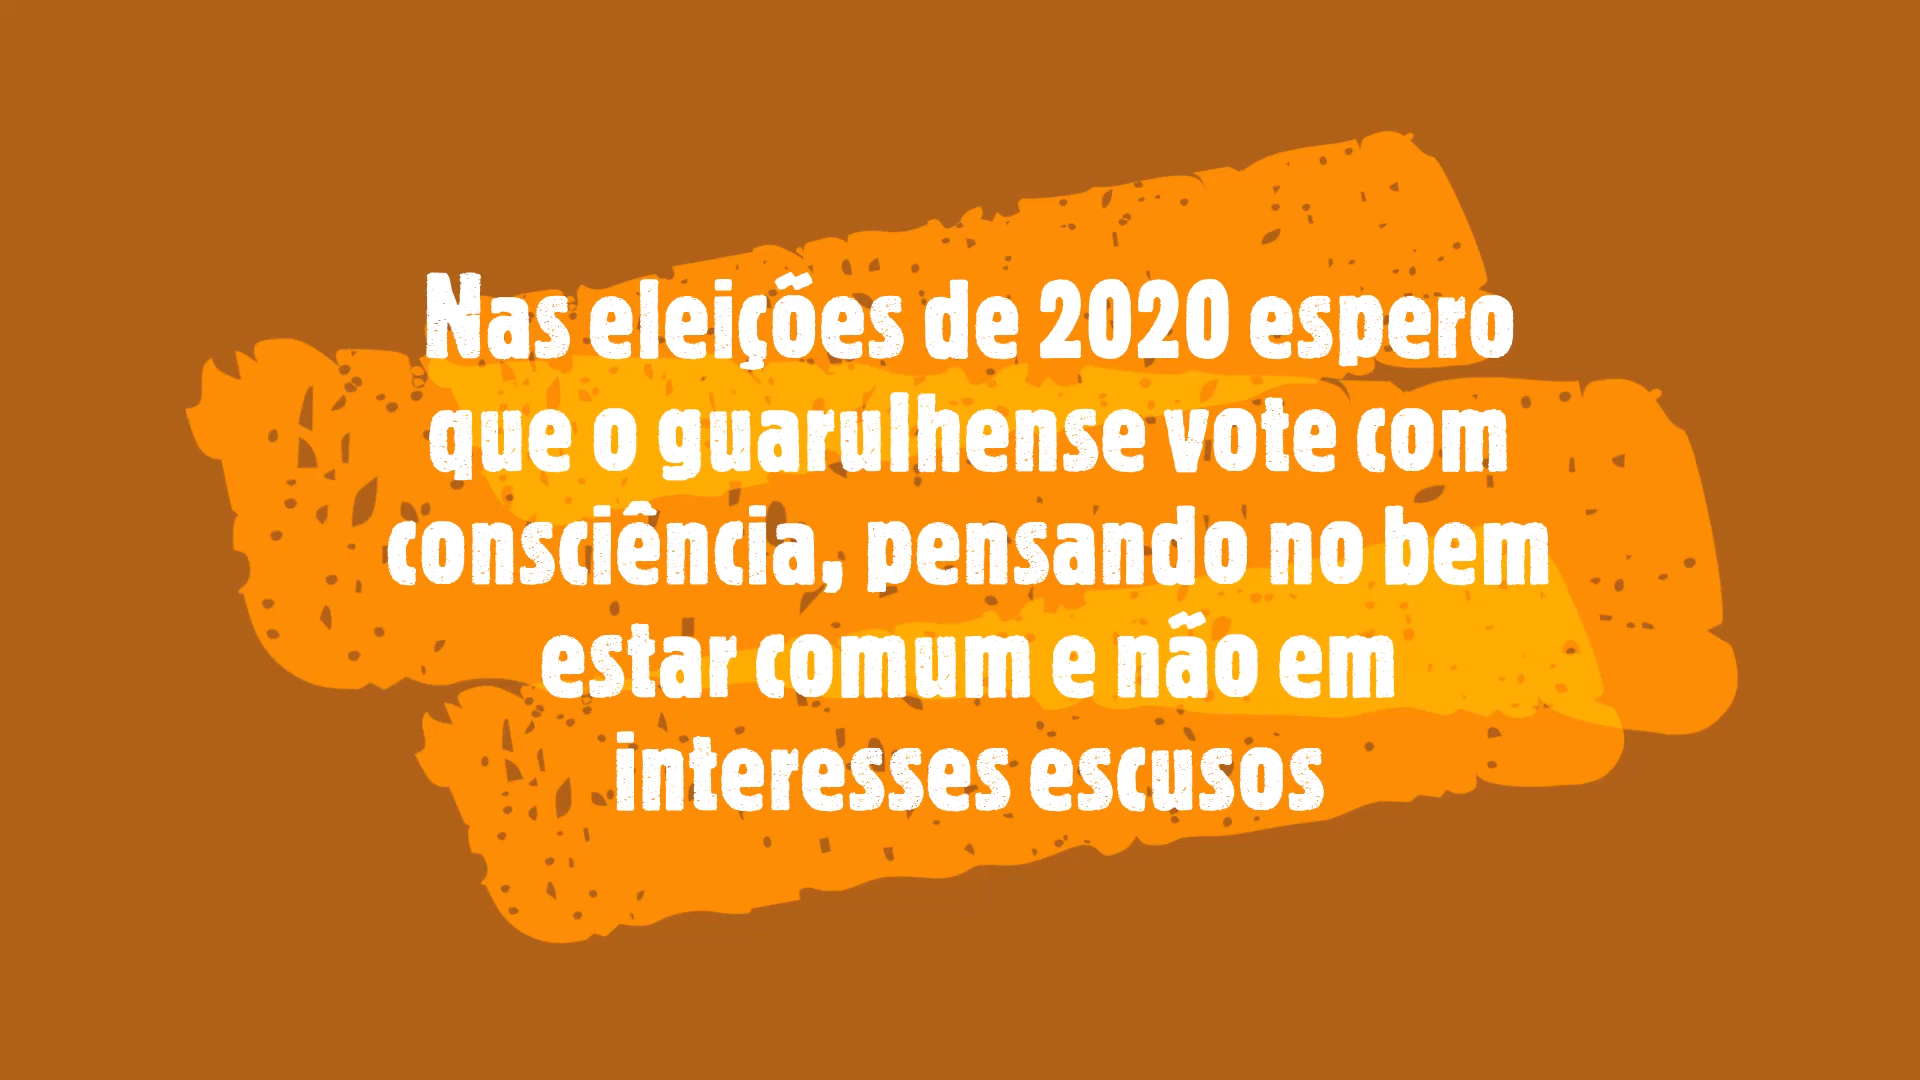 Nas eleições de 2020 espero
que o guarulhense vote com
consciência, pensando no bem
estar comum e não em
interesses escusos